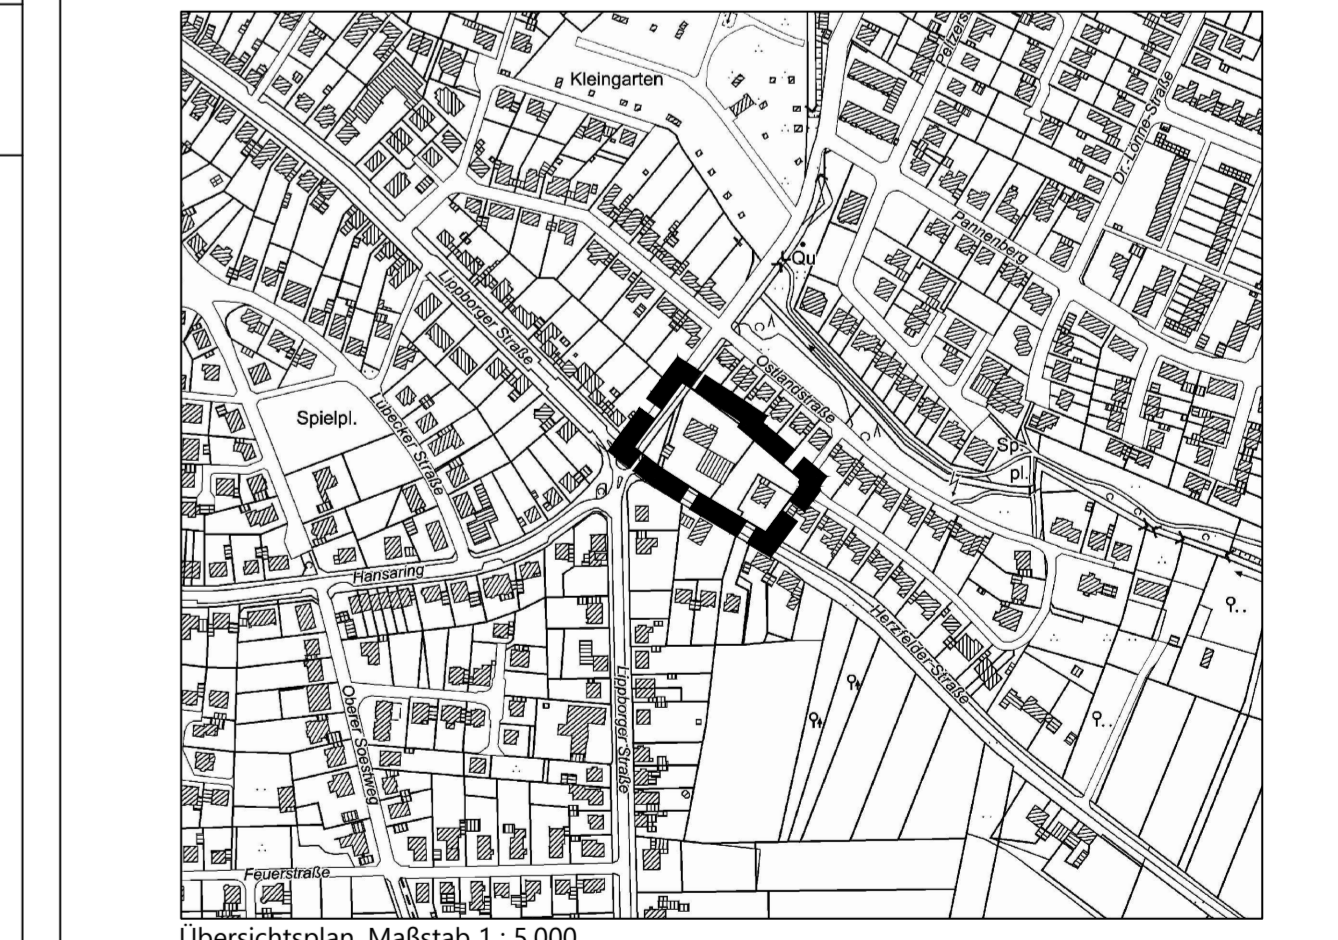 Kleingarten
Pelzers
Dr.-Löhe-Straße
Pannenberg
Qu
Lippborger Straße
Ostlandstraße
Spielpl.
Lübecker Straße
Sp.
pl.
Hansaring
Herzfelder-Straße
Oberer Soestweg
Lippborger-Straße
Feuerstraße
Übersichtsplan, Maßstab 1 : 5.000